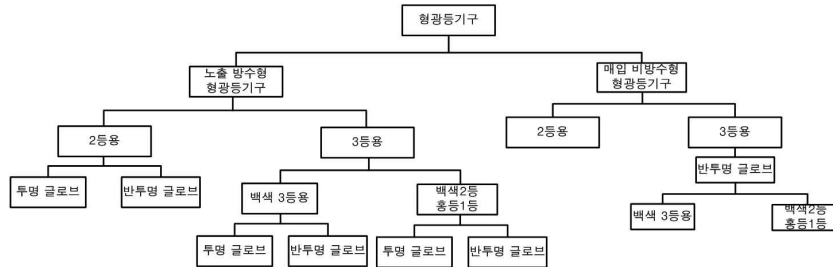 형광등기구
노출 방수형
형광등기구
매입 비방수형
형광등기구
2등용
3등용
2등용
3등용
투명 글로브
반투명 글로브
백색 3등용
백색2등
홍등1등
반투명 글로브
투명 글로브
반투명 글로브
투명 글로브
반투명 글로브
백색 3등용
백색2등
홍등1등